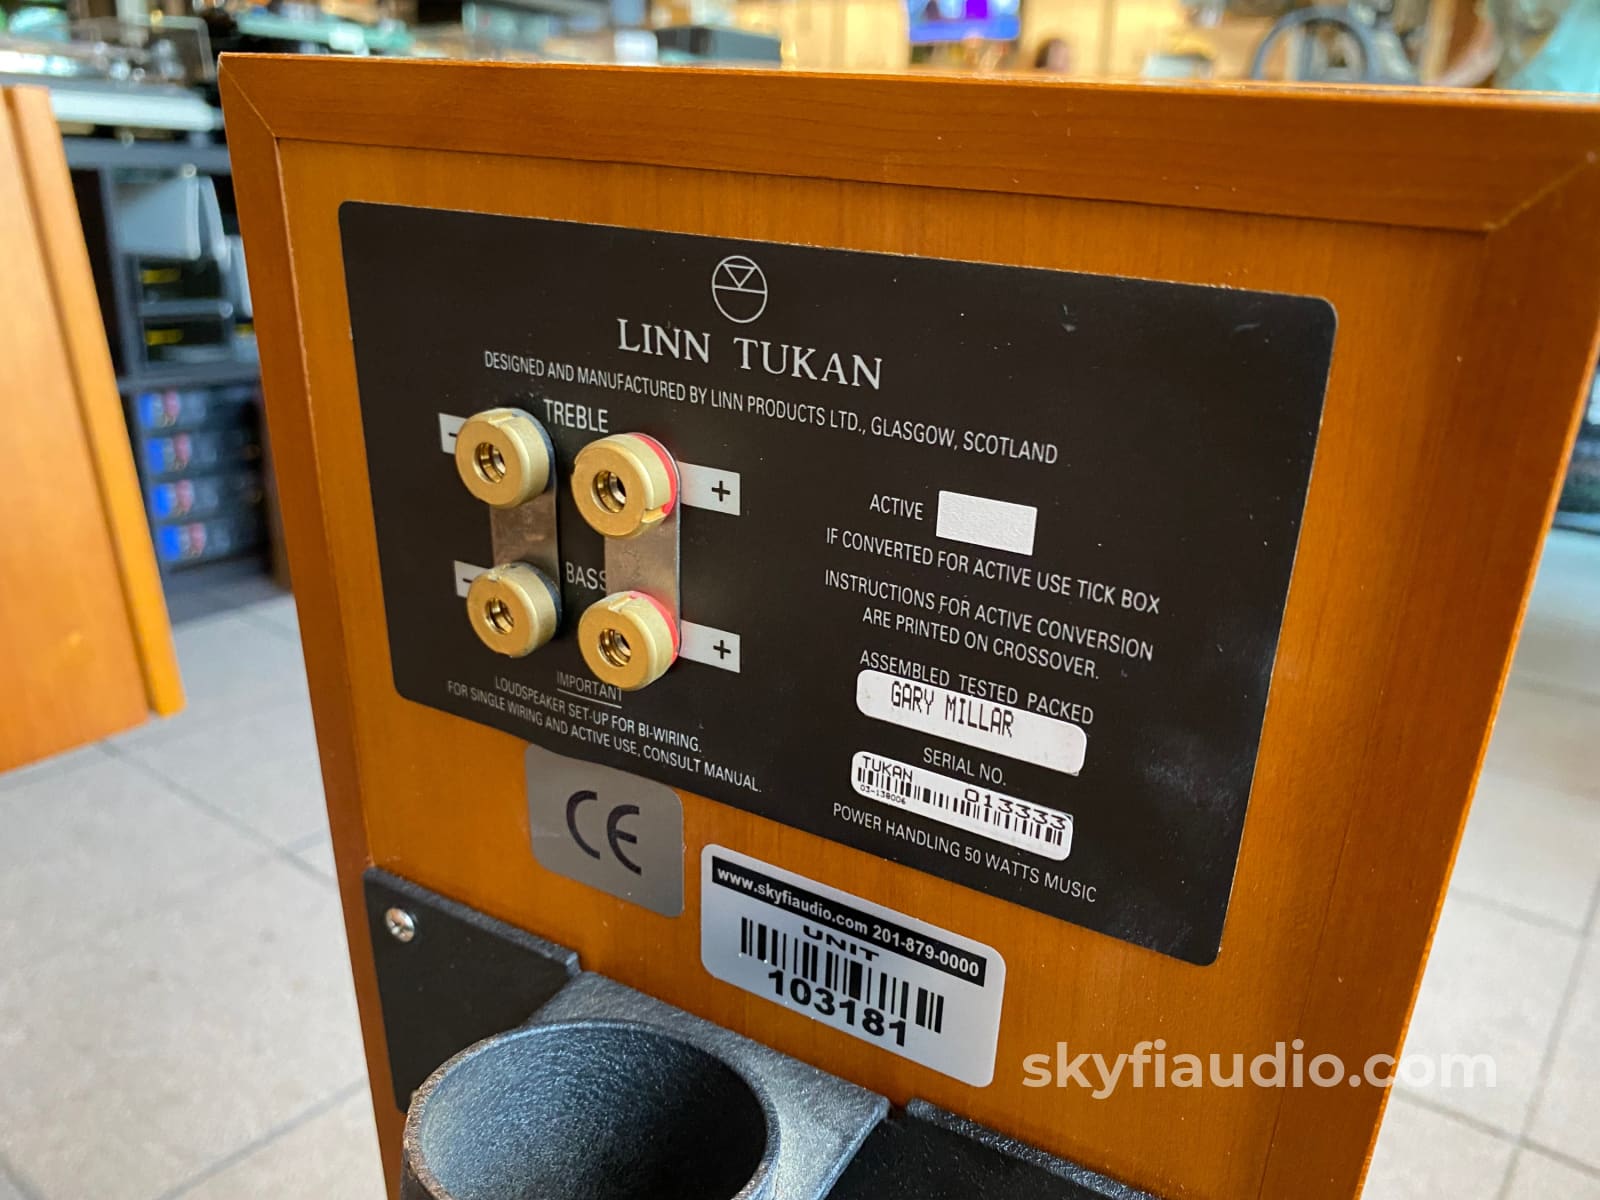 LINN TUKAN
DESIGNED AND MANUFACTURED BY LINN PRODUCTS LTD., GLASGOW, SCOTLAND
TREBLE
-
+
BASS
-
+
IMPORTANT
LOUDSPEAKER SET-UP FOR BI-WIRING.
FOR SINGLE WIRING AND ACTIVE USE, CONSULT MANUAL.
ACTIVE
IF CONVERTED FOR ACTIVE USE TICK BOX
INSTRUCTIONS FOR ACTIVE CONVERSION
ARE PRINTED ON CROSSOVER.
ASSEMBLED TESTED PACKED
GARY MILLAR
SERIAL NO.
TUKAN 013333
03-138006
POWER HANDLING 50 WATTS MUSIC
CE
www.skyfiaudio.com 201-879-0000
UNIT
103181
skyfiaudio.com